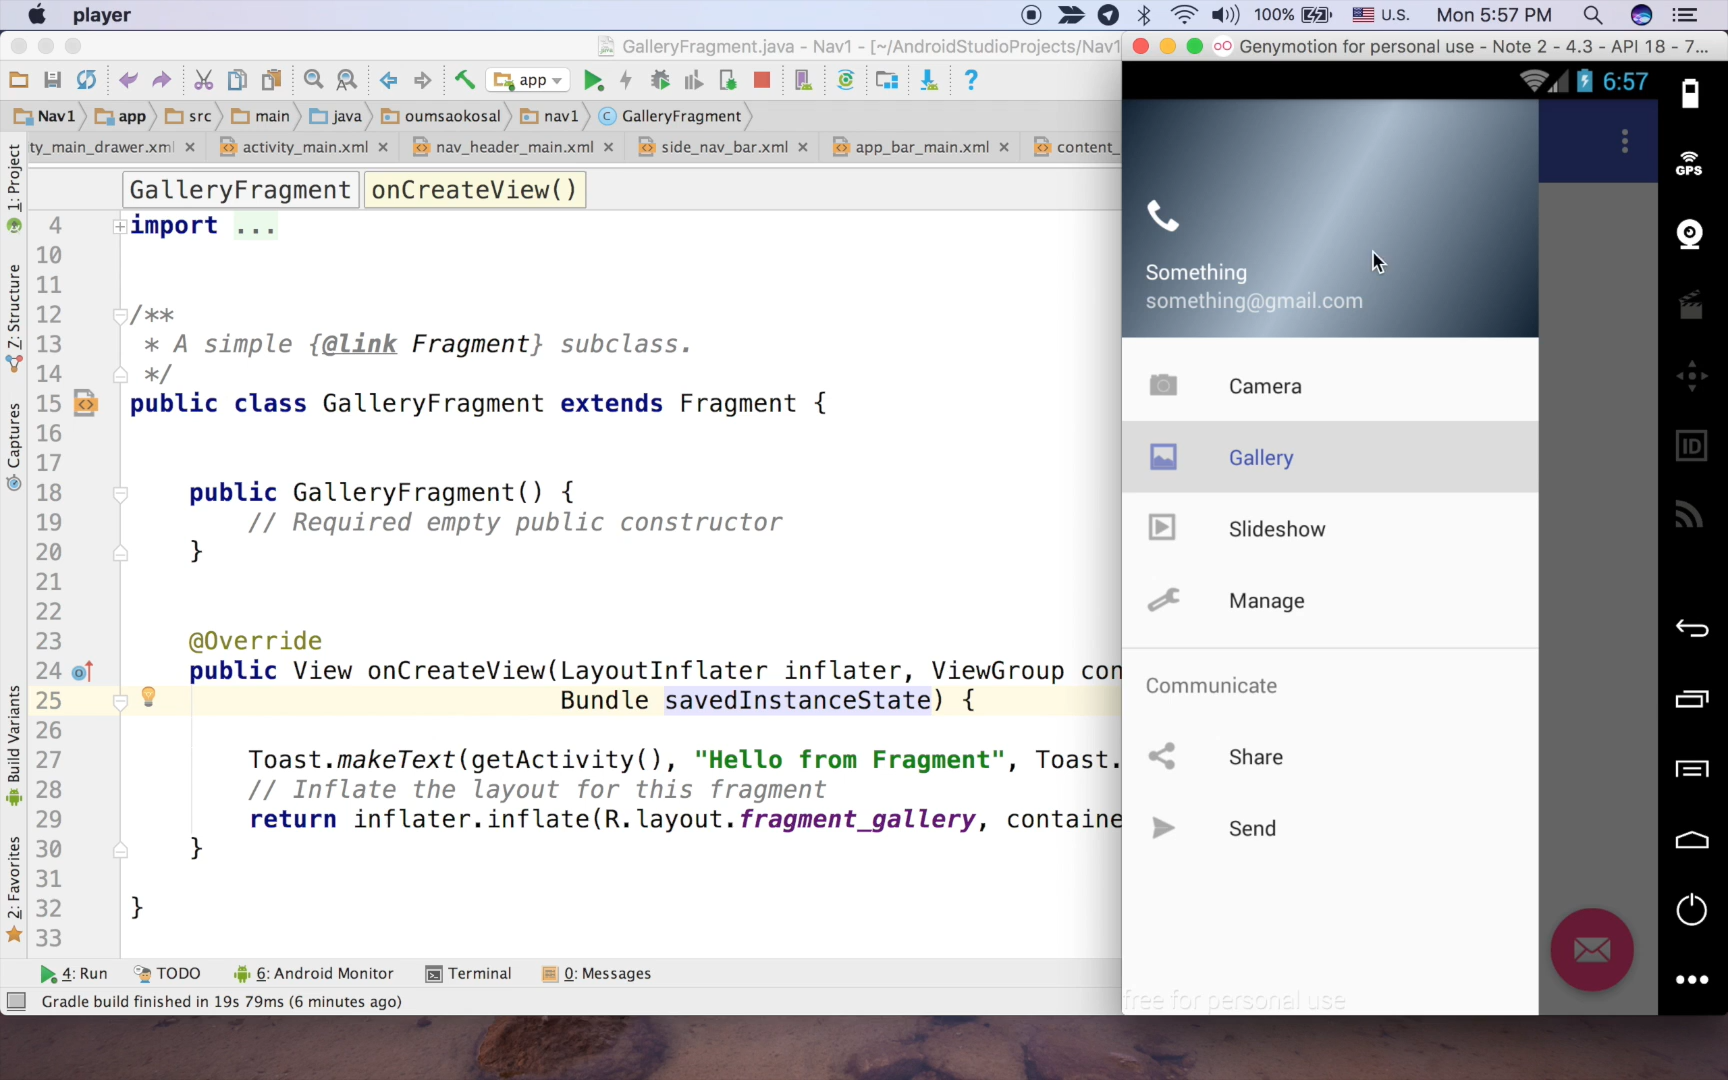 player
100%
U.S.
Mon 5:57 PM
GalleryFragment.java - Nav1 - [~/AndroidStudioProjects/Nav1
Genymotion for personal use - Note 2 - 4.3 - API 18 - 7...
app
Nav1
app
src
main
java
oumsaokosal
nav1
GalleryFragment
ty_main_drawer.xml
activity_main.xml
nav_header_main.xml
side_nav_bar.xml
app_bar_main.xml
content_
GalleryFragment
onCreateView()
1: Project
Z: Structure
Captures
Build Variants
2: Favorites
4 import ...
10
11
12 /**
13 * A simple {@link Fragment} subclass.
14 */
15 public class GalleryFragment extends Fragment {
16
17
18 public GalleryFragment() {
19 // Required empty public constructor
20 }
21
22
23 @Override
24 public View onCreateView(LayoutInflater inflater, ViewGroup con
25 Bundle savedInstanceState) {
26
27 Toast.makeText(getActivity(), "Hello from Fragment", Toast.
28 // Inflate the layout for this fragment
29 return inflater.inflate(R.layout.fragment_gallery, containe
30 }
31
32 }
33
4: Run
TODO
6: Android Monitor
Terminal
0: Messages
Gradle build finished in 19s 79ms (6 minutes ago)
6:57
Something
something@gmail.com
Camera
Gallery
Slideshow
Manage
Communicate
Share
Send
free for personal use
GPS
ID